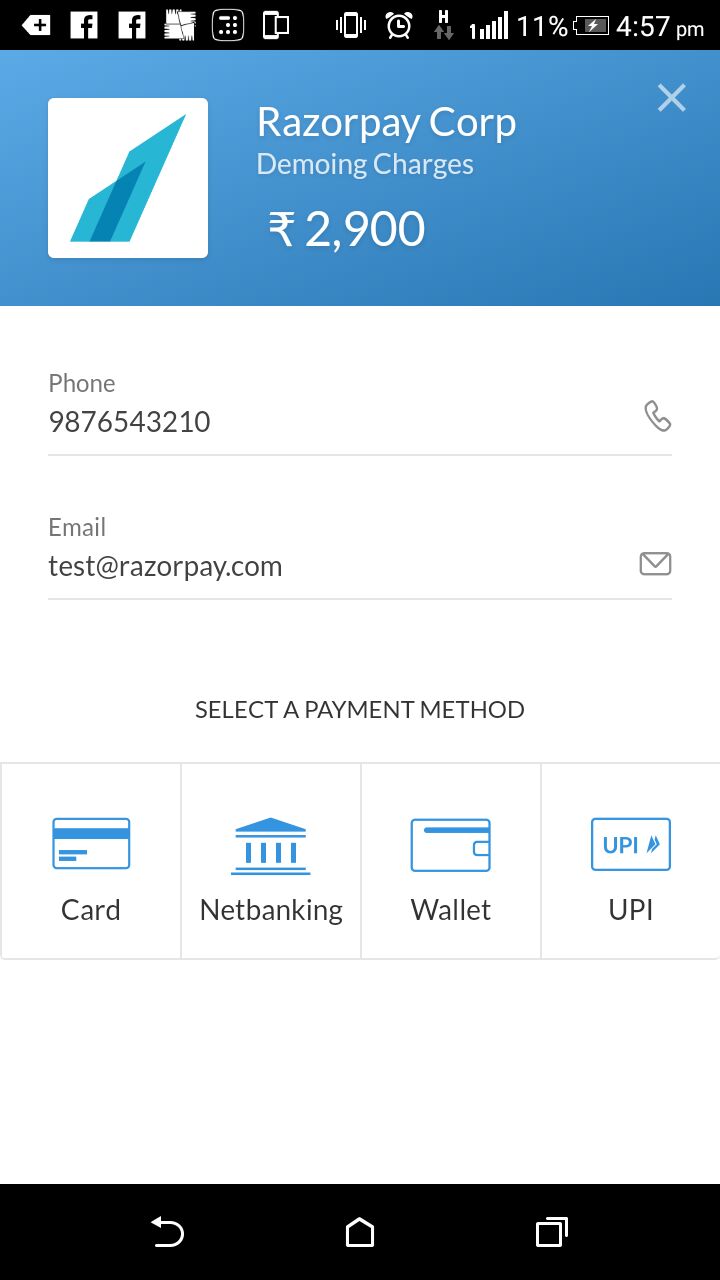 H
11% 4:57 pm
Razorpay Corp
Demoing Charges
₹ 2,900
Phone
9876543210
Email
test@razorpay.com
SELECT A PAYMENT METHOD
UPI
Card Netbanking Wallet UPI